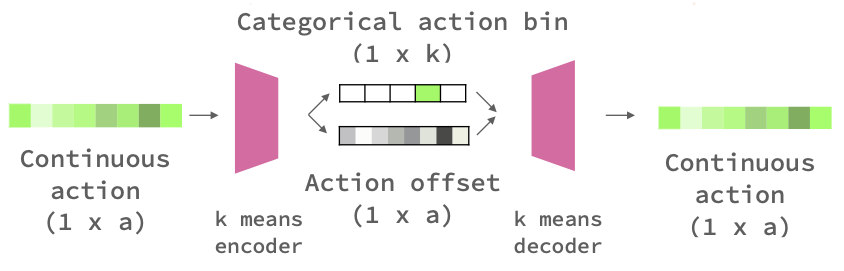 Categorical action bin
(1 x k)
Continuous
action
(1 x a)
k means
encoder
Action offset
(1 x a)
k means
decoder
Continuous
action
(1 x a)